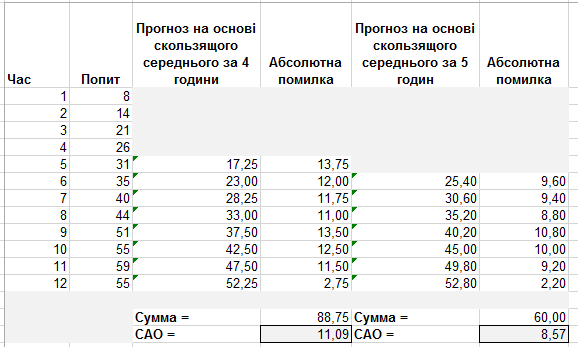 Час Попит Прогноз на основі скользящого середнього за 4 години Абсолютна помилка Прогноз на основі скользящого середнього за 5 годин Абсолютна помилка
1 8
2 14
3 21
4 26
5 31 17,25 13,75
6 35 23,00 12,00 25,40 9,60
7 40 28,25 11,75 30,60 9,40
8 44 33,00 11,00 35,20 8,80
9 51 37,50 13,50 40,20 10,80
10 55 42,50 12,50 45,00 10,00
11 59 47,50 11,50 49,80 9,20
12 55 52,25 2,75 52,80 2,20
Сумма = 88,75 Сумма = 60,00
САО = 11,09 САО = 8,57